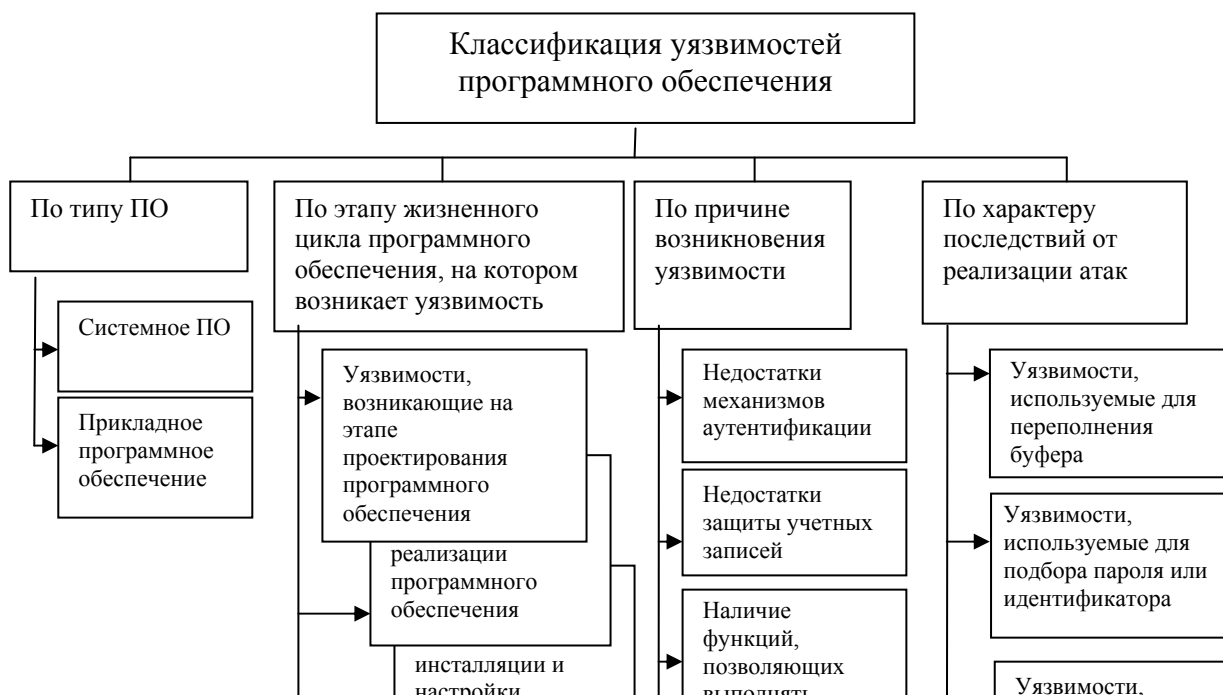 Классификация уязвимостей
программного обеспечения
По типу ПО
Системное ПО
Прикладное
программное
обеспечение
По этапу жизненного
цикла программного
обеспечения, на котором
возникает уязвимость
Уязвимости,
возникающие на
этапе
проектирования
программного
обеспечения
реализации
программного
обеспечения
инсталляции и
настройки
По причине
возникновения
уязвимости
Недостатки
механизмов
аутентификации
Недостатки
защиты учетных
записей
Наличие
функций,
позволяющих
выполнять
По характеру
последствий от
реализации атак
Уязвимости,
используемые для
переполнения
буфера
Уязвимости,
используемые для
подбора пароля или
идентификатора
Уязвимости,